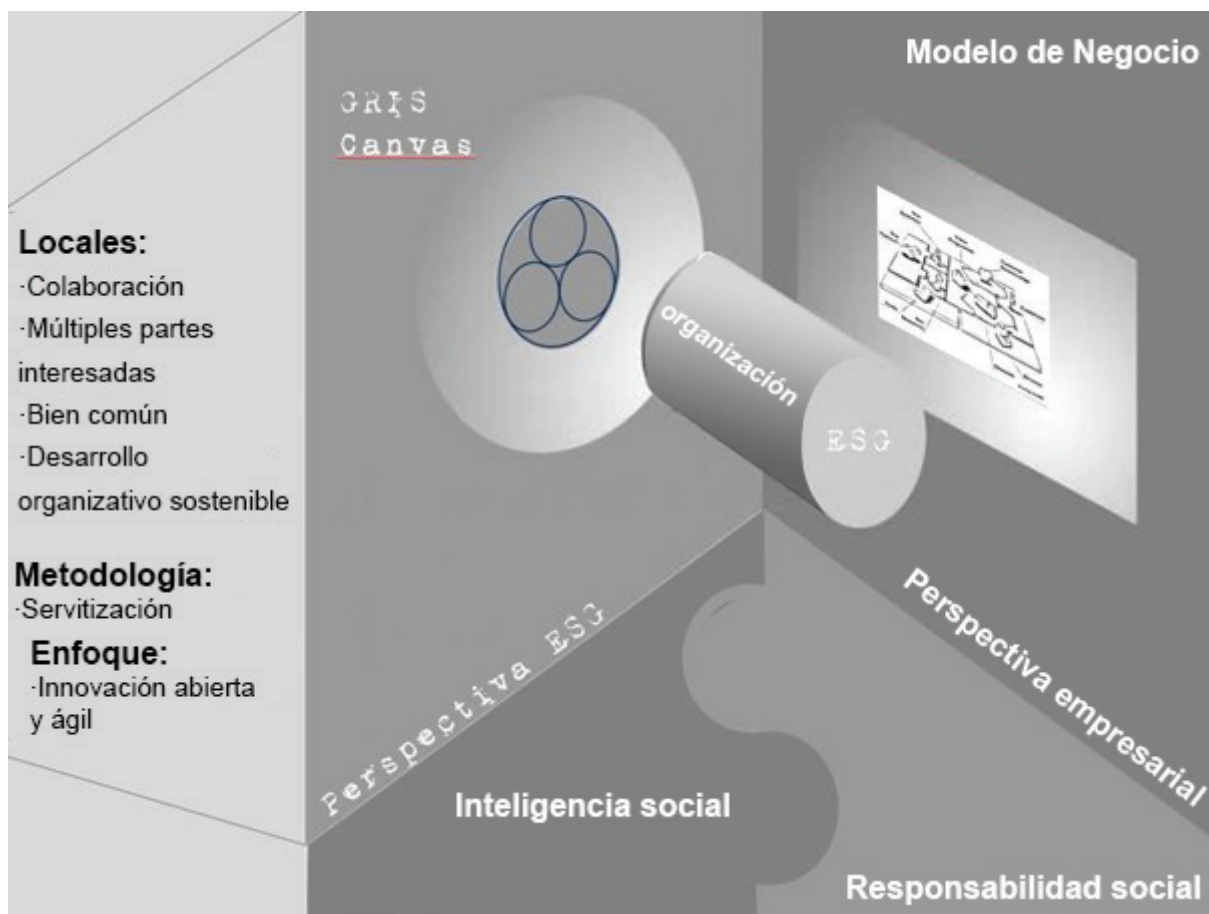 Modelo de Negocio
GRIS
Canvas
Locales:
·Colaboración
·Múltiples partes
interesadas
·Bien común
·Desarrollo
organizativo sostenible
Metodología:
·Servitización
Enfoque:
·Innovación abierta
y ágil
organización
ESG
Perspectiva ESG
Perspectiva empresarial
Inteligencia social
Responsabilidad social